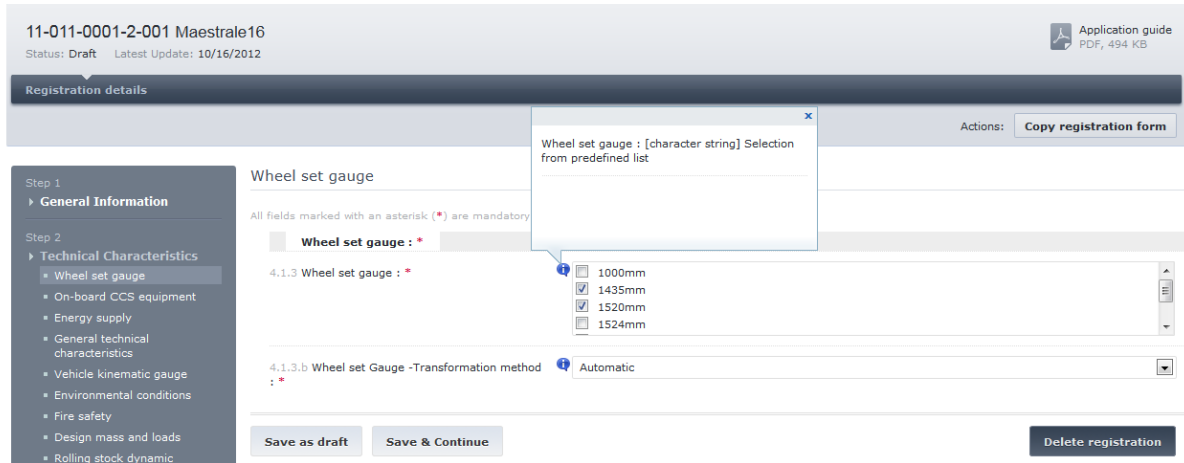 11-011-0001-2-001 Maestrale16
Status: Draft Latest Update: 10/16/2012
Application guide
PDF, 494 KB
Registration details
Actions: Copy registration form
x
Wheel set gauge : [character string] Selection
from predefined list
Step 1
General Information
Step 2
Technical Characteristics
Wheel set gauge
On-board CCS equipment
Energy supply
General technical
characteristics
Vehicle kinematic gauge
Environmental conditions
Fire safety
Design mass and loads
Rolling stock dynamic
Wheel set gauge
All fields marked with an asterisk (*) are mandatory
Wheel set gauge : *
4.1.3 Wheel set gauge : *
1000mm
1435mm
1520mm
1524mm
4.1.3.b Wheel set Gauge -Transformation method
: *
Automatic
Save as draft
Save & Continue
Delete registration